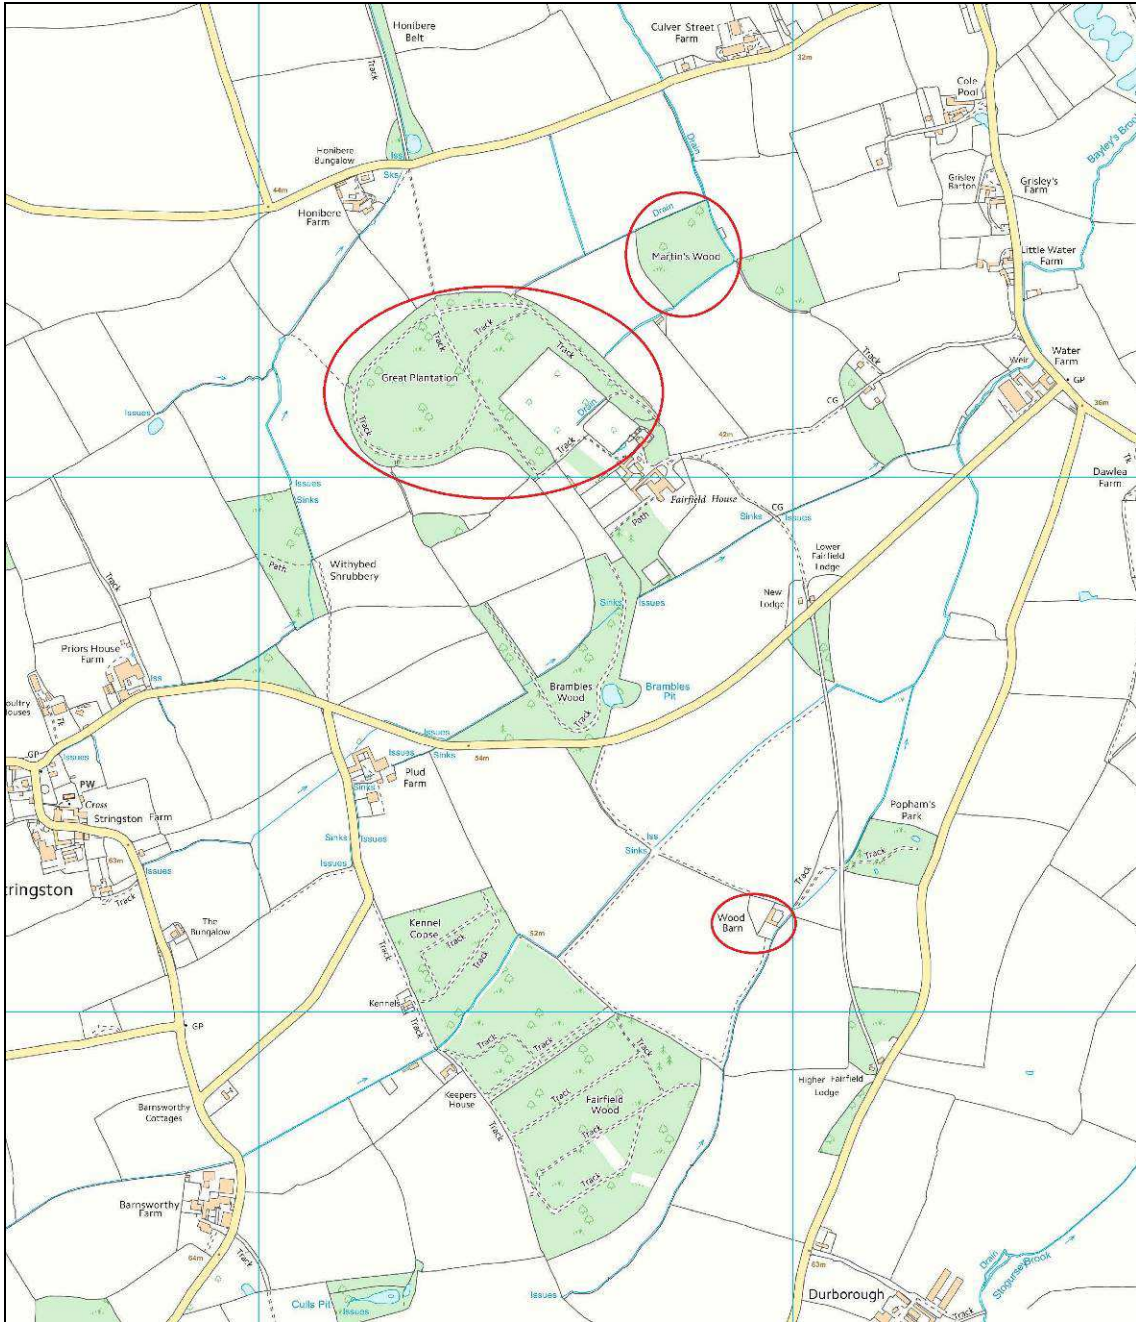 Honibere
Belt
Culver Street
Farm
32m
Track
Cole
Pool
Drain
Bayley's Brook
Honibere
Bungalow
Iss
Sks
44m
Honibere
Farm
Grisley
Barton
Grisley's
Farm
Drain
Martin's Wood
Little Water
Farm
Track
Track
Track
Great Plantation
Track
Weir
Water
Farm
GP
Issues
Drain
CG
36m
Track
Track
42m
Tk
Issues
Sinks
Fairfield House
Dawlea
Farm
Path
Sinks
Issues
CG
Withybed
Shrubbery
Path
Lower
Fairfield
Lodge
Track
Sinks
Issues
New
Lodge
Priors House
Farm
Iss
Brambles
Wood
Brambles
Pit
Track
oultry
ouses
Tk
GP
Issues
Issues
Issues
Sinks
54m
PW
Cross
Stringston Farm
Plud
Farm
Sinks
63m
Issues
Sinks
Issues
Issues
Iss
Sinks
Popham's
Park
Track
tringston
Track
Track
The
Bungalow
Kennel
Copse
Track
Track
Wood
Barn
52m
Track
Kennels
GP
Track
Track
Track
Track
Barnsworthy
Cottages
Keepers
House
Track
Fairfield
Wood
Higher Fairfield
Lodge
Track
Track
Track
Barnsworthy
Farm
64m
Track
Culls Pit
Issues
Issues
63m
Drain
Stogursey Brook
Durborough
Track